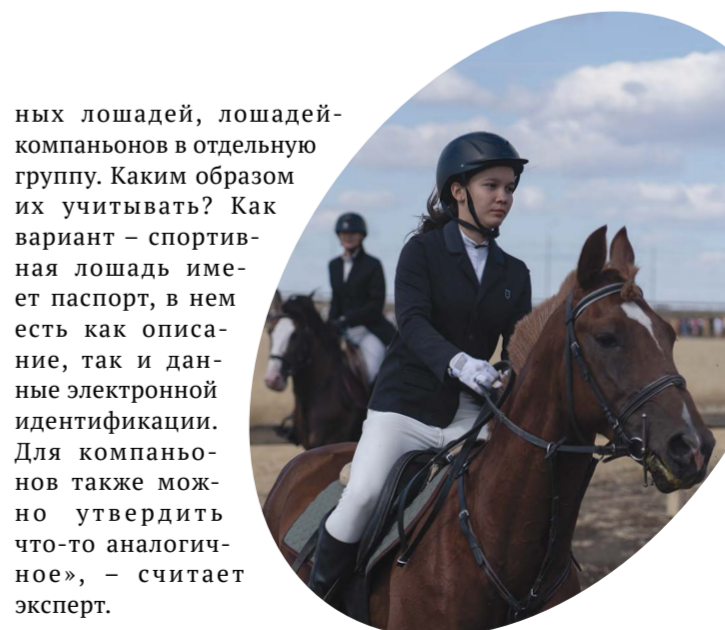 ных лошадей, лошадей-
компаньонов в отдельную
группу. Каким образом
их учитывать? Как
вариант – спортив-
ная лошадь име-
ет паспорт, в нем
есть как описа-
ние, так и дан-
ные электронной
идентификации.
Для компаньо-
нов также мож-
но утвердить
что-то аналогич-
ное», – считает
эксперт.